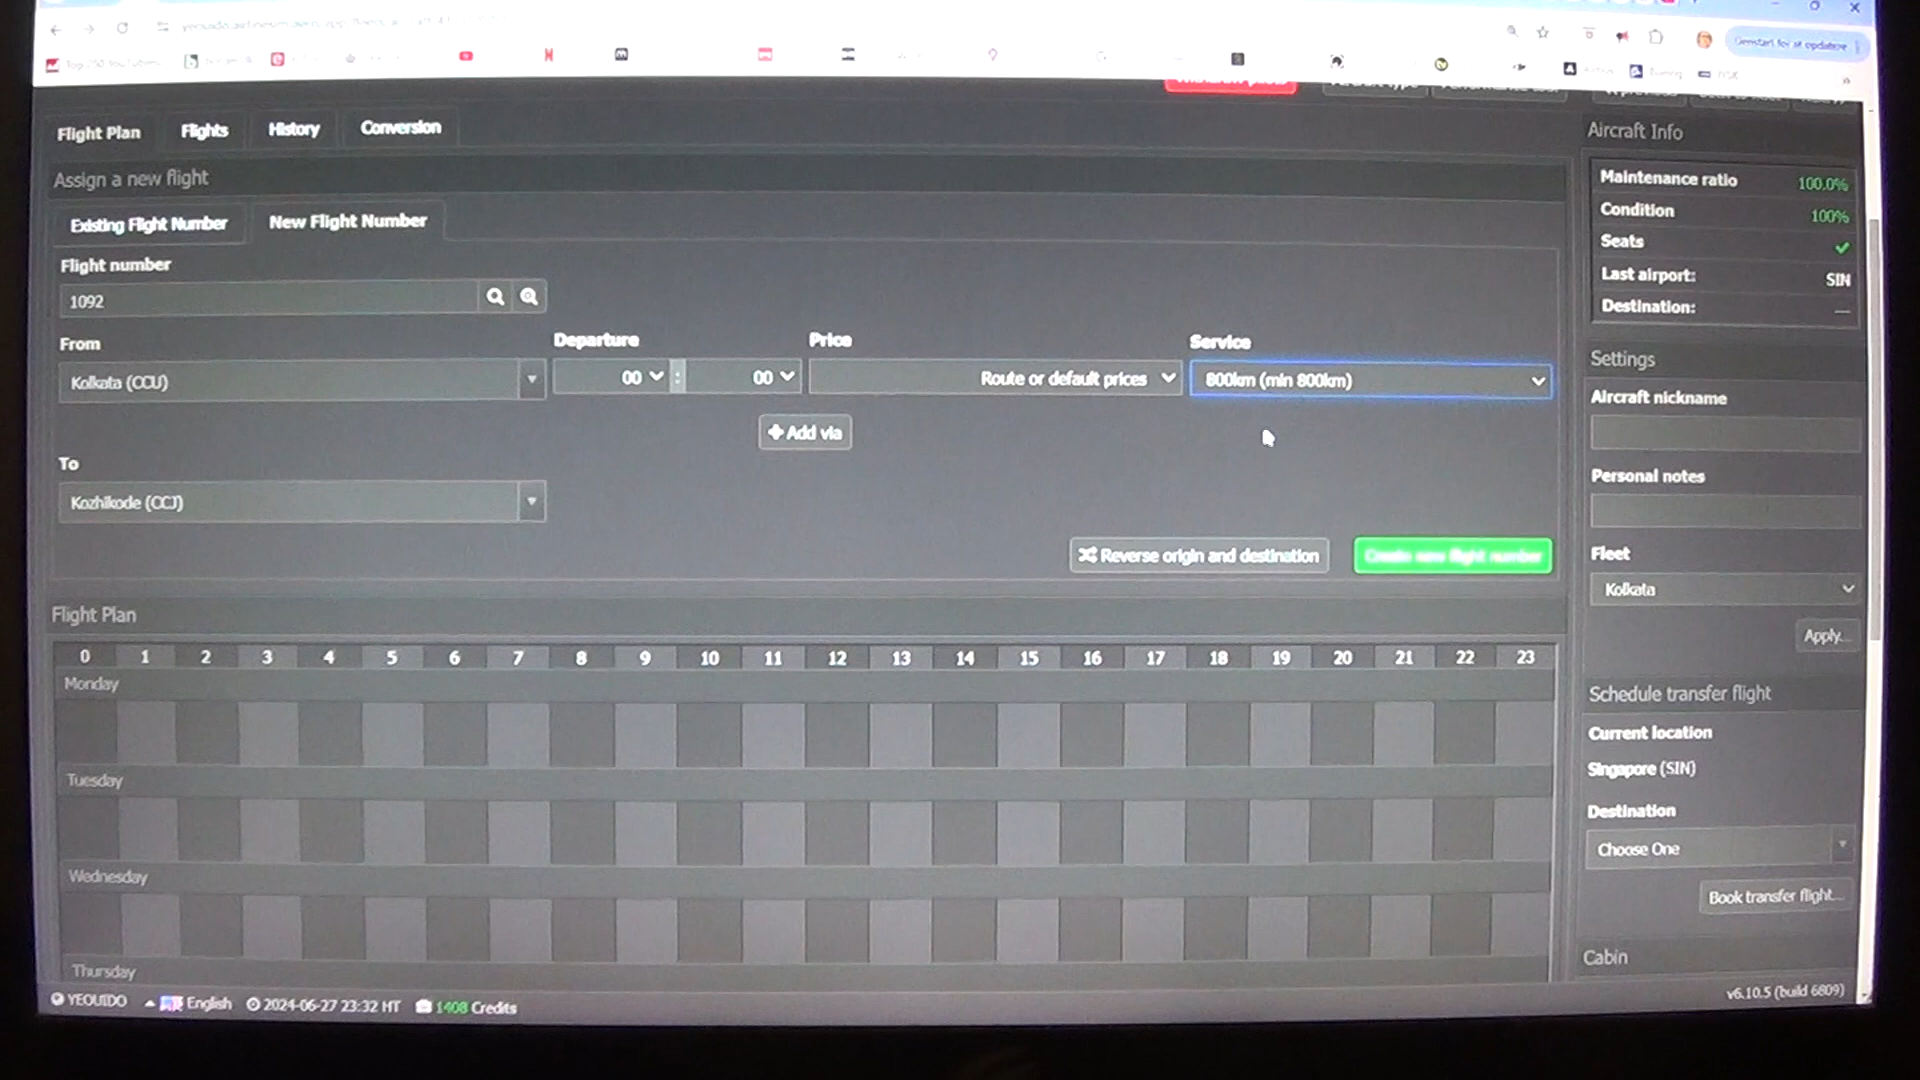 Flight Plan Flights History Conversion
Assign a new flight
Existing Flight Number New Flight Number
Flight number
1092
From Departure Price Service
Kolkata (CCU) 00 : 00 Route or default prices 800km (min 800km)
Add via
To
Kozhikode (CCJ)
Reverse origin and destination Create new flight number
Flight Plan
0 1 2 3 4 5 6 7 8 9 10 11 12 13 14 15 16 17 18 19 20 21 22 23
Monday
Tuesday
Wednesday
Thursday
Aircraft Info
Maintenance ratio 100.0%
Condition 100%
Seats
Last airport: SIN
Destination: —
Settings
Aircraft nickname
Personal notes
Fleet
Kolkata
Apply...
Schedule transfer flight
Current location
Singapore (SIN)
Destination
Choose One
Book transfer flight...
Cabin
YEOUIDO English 2024-06-27 23:32 HT 1408 Credits
v6.10.5 (build 6809)